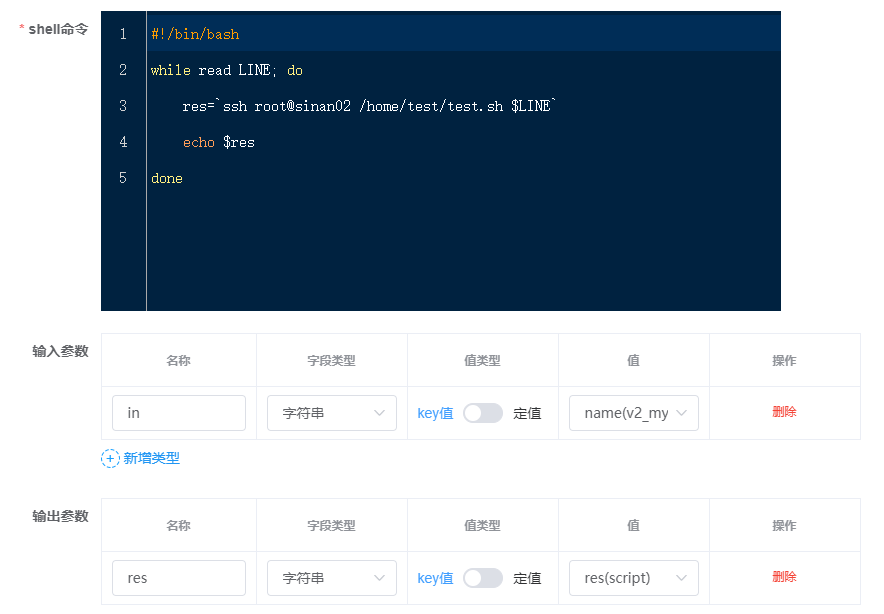 * shell命令
1 #!/bin/bash
2 while read LINE; do
3 res=`ssh root@sinan02 /home/test/test.sh $LINE`
4 echo $res
5 done
输入参数
名称 字段类型 值类型 值 操作
in 字符串 key值 定值 name(v2_my 删除
+ 新增类型
输出参数
名称 字段类型 值类型 值 操作
res 字符串 key值 定值 res(script) 删除